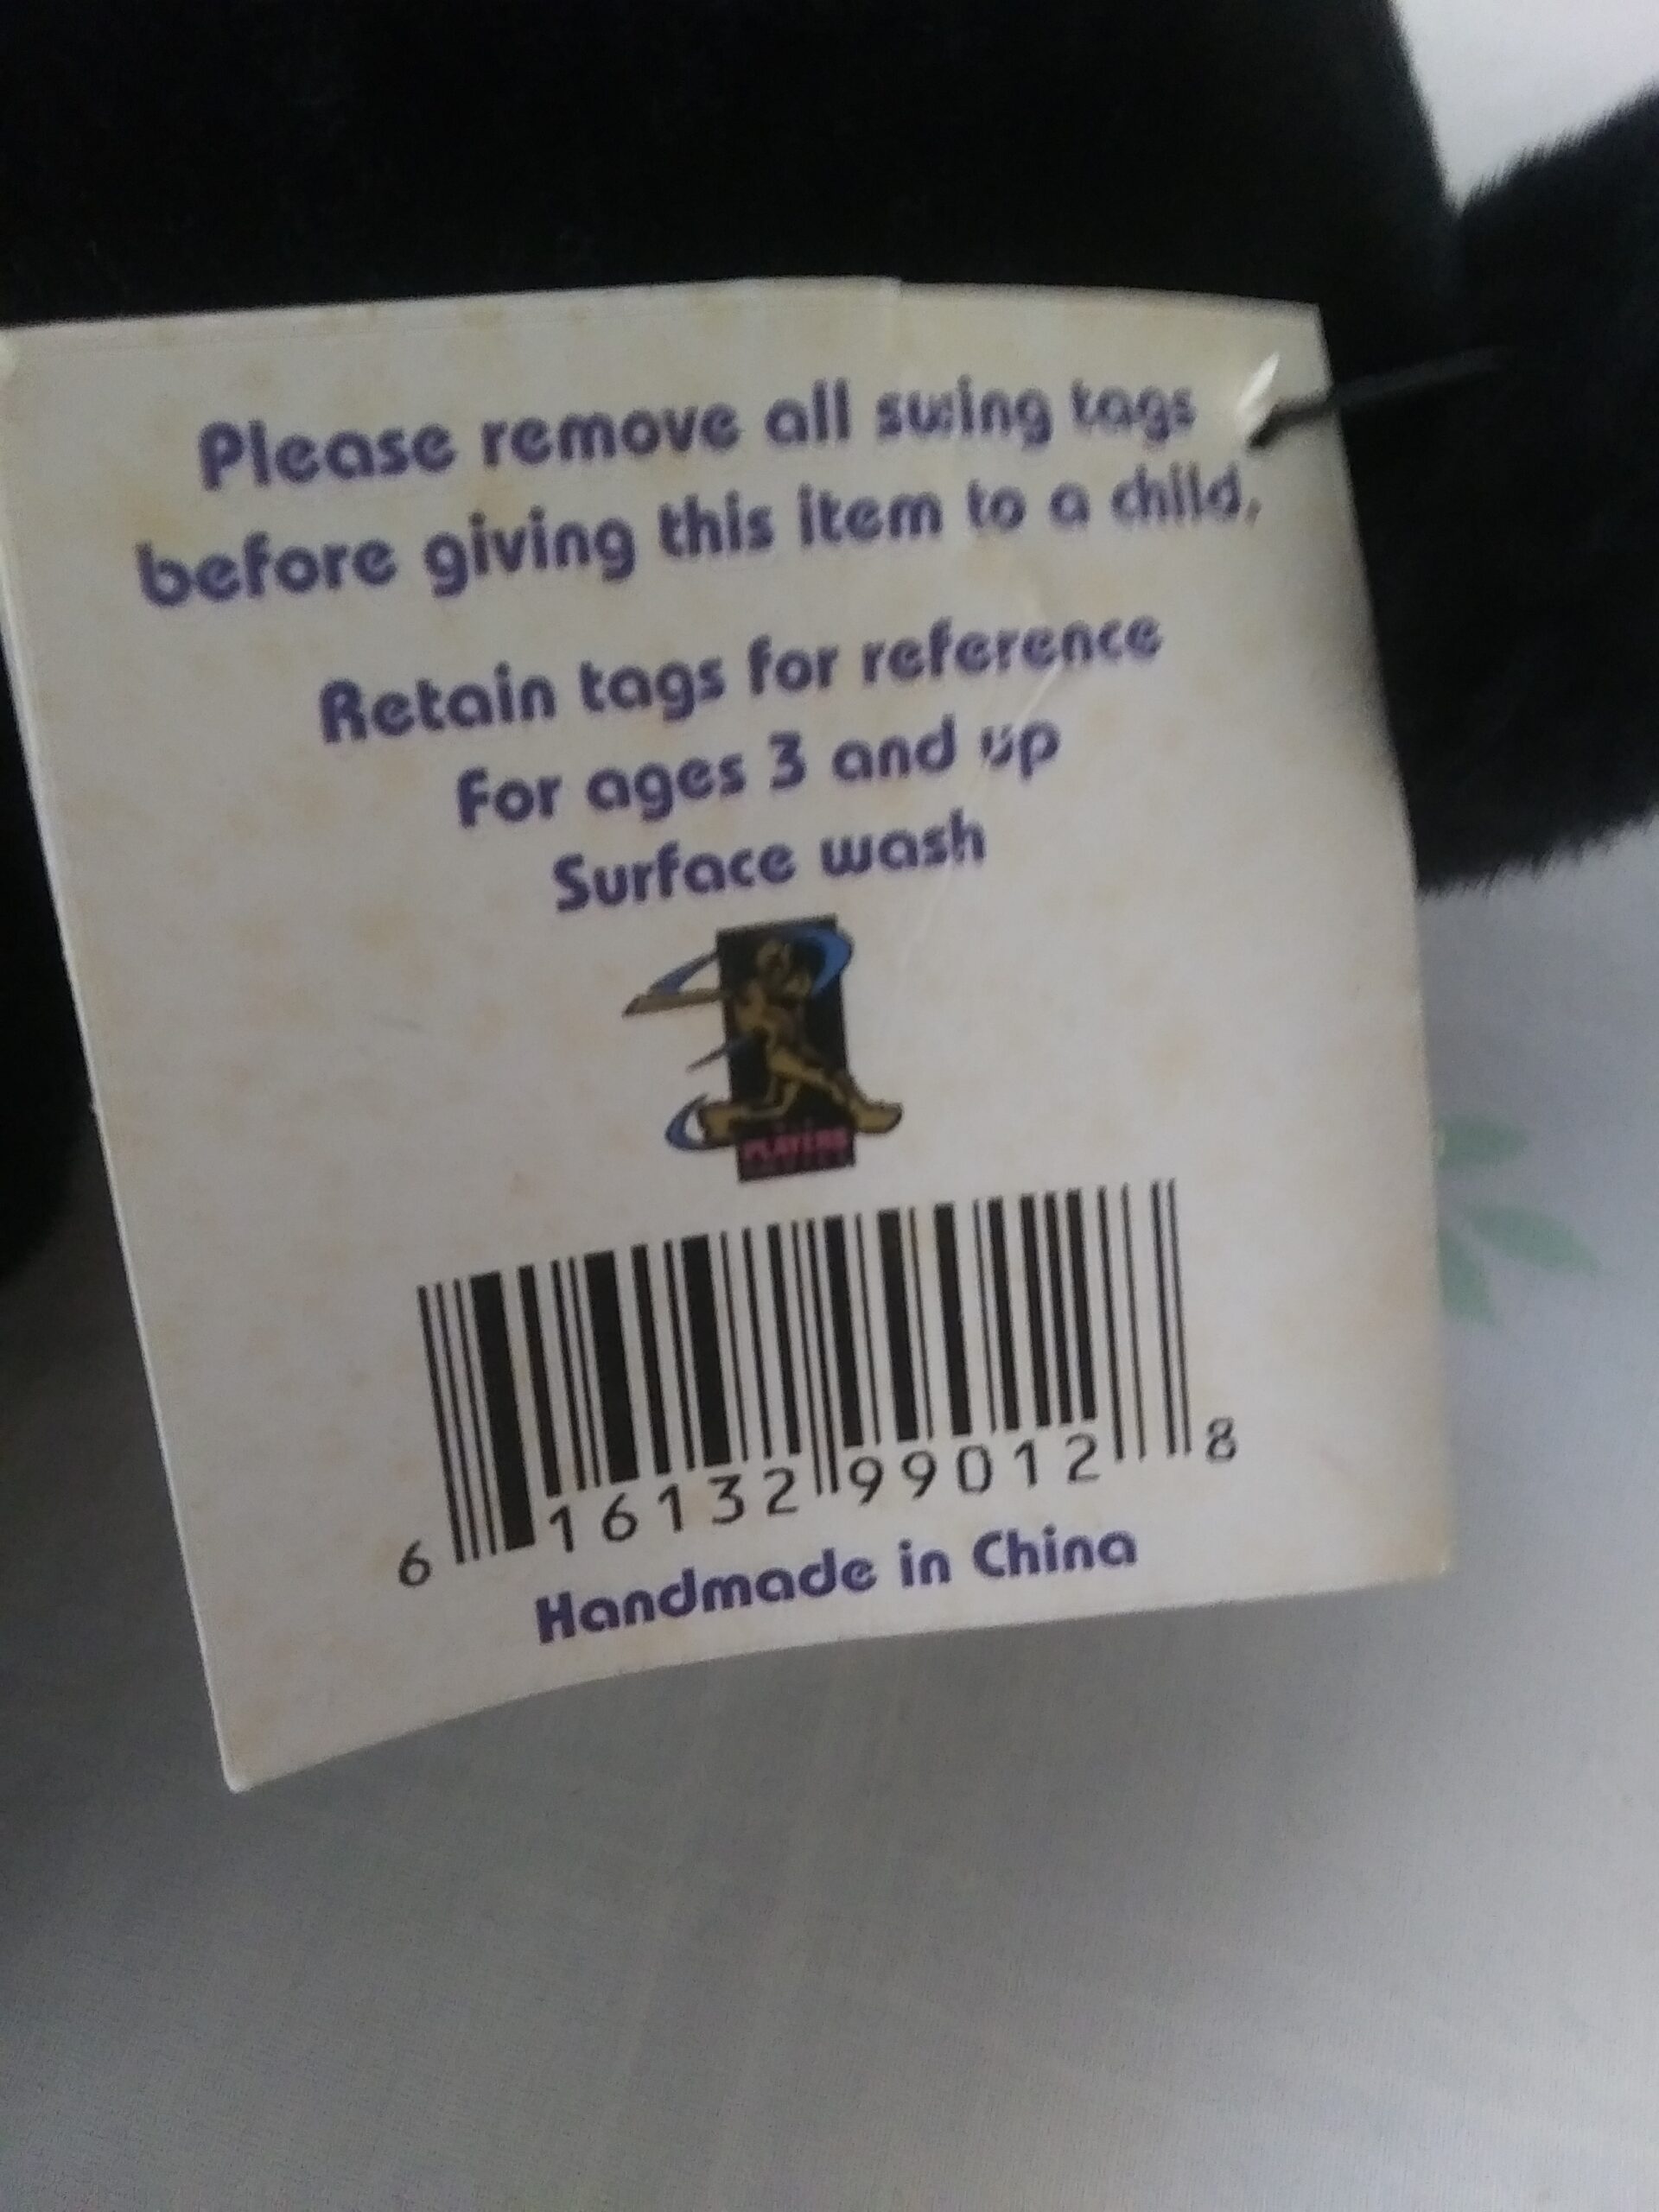 Please remove all swing tags
before giving this item to a child.
Retain tags for reference
For ages 3 and up
Surface wash
PLAYERS
6 16132 99012 8
Handmade in China